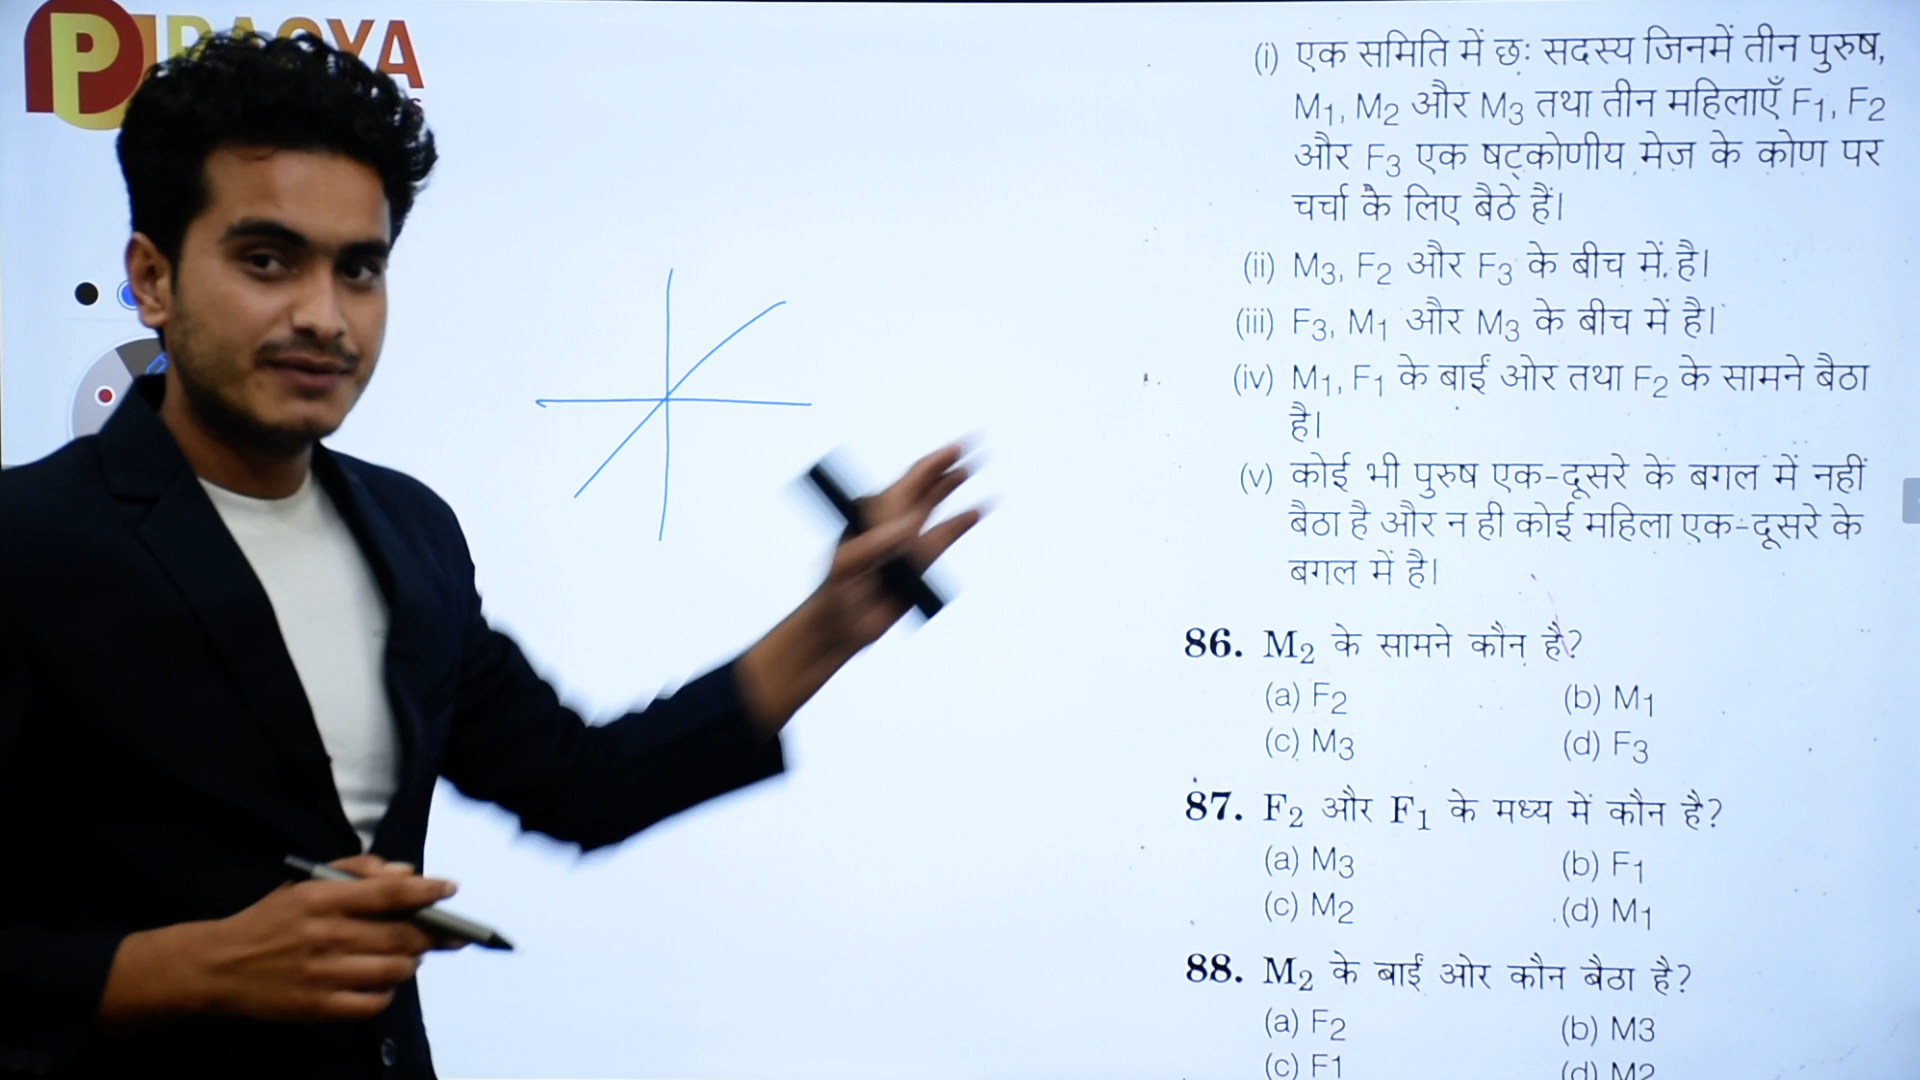 (i) एक समिति में छः सदस्य जिनमें तीन पुरुष,
M1, M2 और M3 तथा तीन महिलाएँ F1, F2
और F3 एक षट्कोणीय मेज़ के कोण पर
चर्चा के लिए बैठे हैं।
(ii) M3, F2 और F3 के बीच में है।
(iii) F3, M1 और M3 के बीच में है।
(iv) M1, F1 के बाईं ओर तथा F2 के सामने बैठा
है।
(v) कोई भी पुरुष एक-दूसरे के बगल में नहीं
बैठा है और न ही कोई महिला एक-दूसरे के
बगल में है।
86. M2 के सामने कौन है?
(a) F2 (b) M1
(c) M3 (d) F3
87. F2 और F1 के मध्य में कौन है?
(a) M3 (b) F1
(c) M2 (d) M1
88. M2 के बाईं ओर कौन बैठा है?
(a) F2 (b) M3
(c) F1 (d) M2